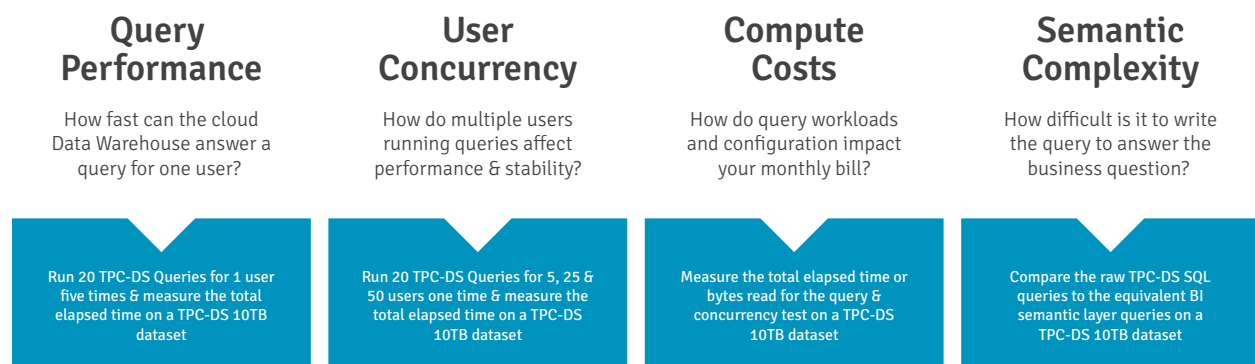 Query
Performance
How fast can the cloud
Data Warehouse answer a
query for one user?
Run 20 TPC-DS Queries for 1 user
five times & measure the total
elapsed time on a TPC-DS 10TB
dataset
User
Concurrency
How do multiple users
running queries affect
performance & stability?
Run 20 TPC-DS Queries for 5, 25 &
50 users one time & measure the
total elapsed time on a TPC-DS
10TB dataset
Compute
Costs
How do query workloads
and configuration impact
your monthly bill?
Measure the total elapsed time or
bytes read for the query &
concurrency test on a TPC-DS
10TB dataset
Semantic
Complexity
How difficult is it to write
the query to answer the
business question?
Compare the raw TPC-DS SQL
queries to the equivalent BI
semantic layer queries on a
TPC-DS 10TB dataset